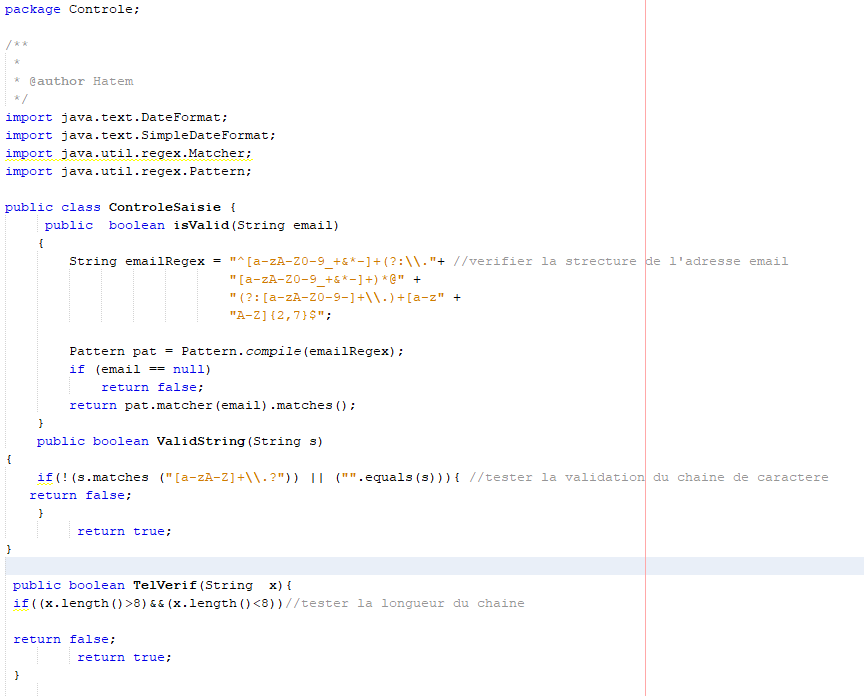 package Controle;
/**
*
* @author Hatem
*/
import java.text.DateFormat;
import java.text.SimpleDateFormat;
import java.util.regex.Matcher;
import java.util.regex.Pattern;
public class ControleSaisie {
public  boolean isValid(String email)
{
String emailRegex = "^[a-zA-Z0-9_+&*-]+(?:\\."+ //verifier la strecture de l'adresse email
"[a-zA-Z0-9_+&*-]+)*@" +
"(?:[a-zA-Z0-9-]+\\.)+[a-z" +
"A-Z]{2,7}$";
Pattern pat = Pattern.compile(emailRegex);
if (email == null)
return false;
return pat.matcher(email).matches();
}
public boolean ValidString(String s)
{
if(!(s.matches ("[a-zA-Z]+\\.?")) || ("".equals(s))){ //tester la validation du chaine de caractere
return false;
}
return true;
}
public boolean TelVerif(String  x){
if((x.length()>8)&&(x.length()<8))//tester la longueur du chaine
return false;
return true;
}